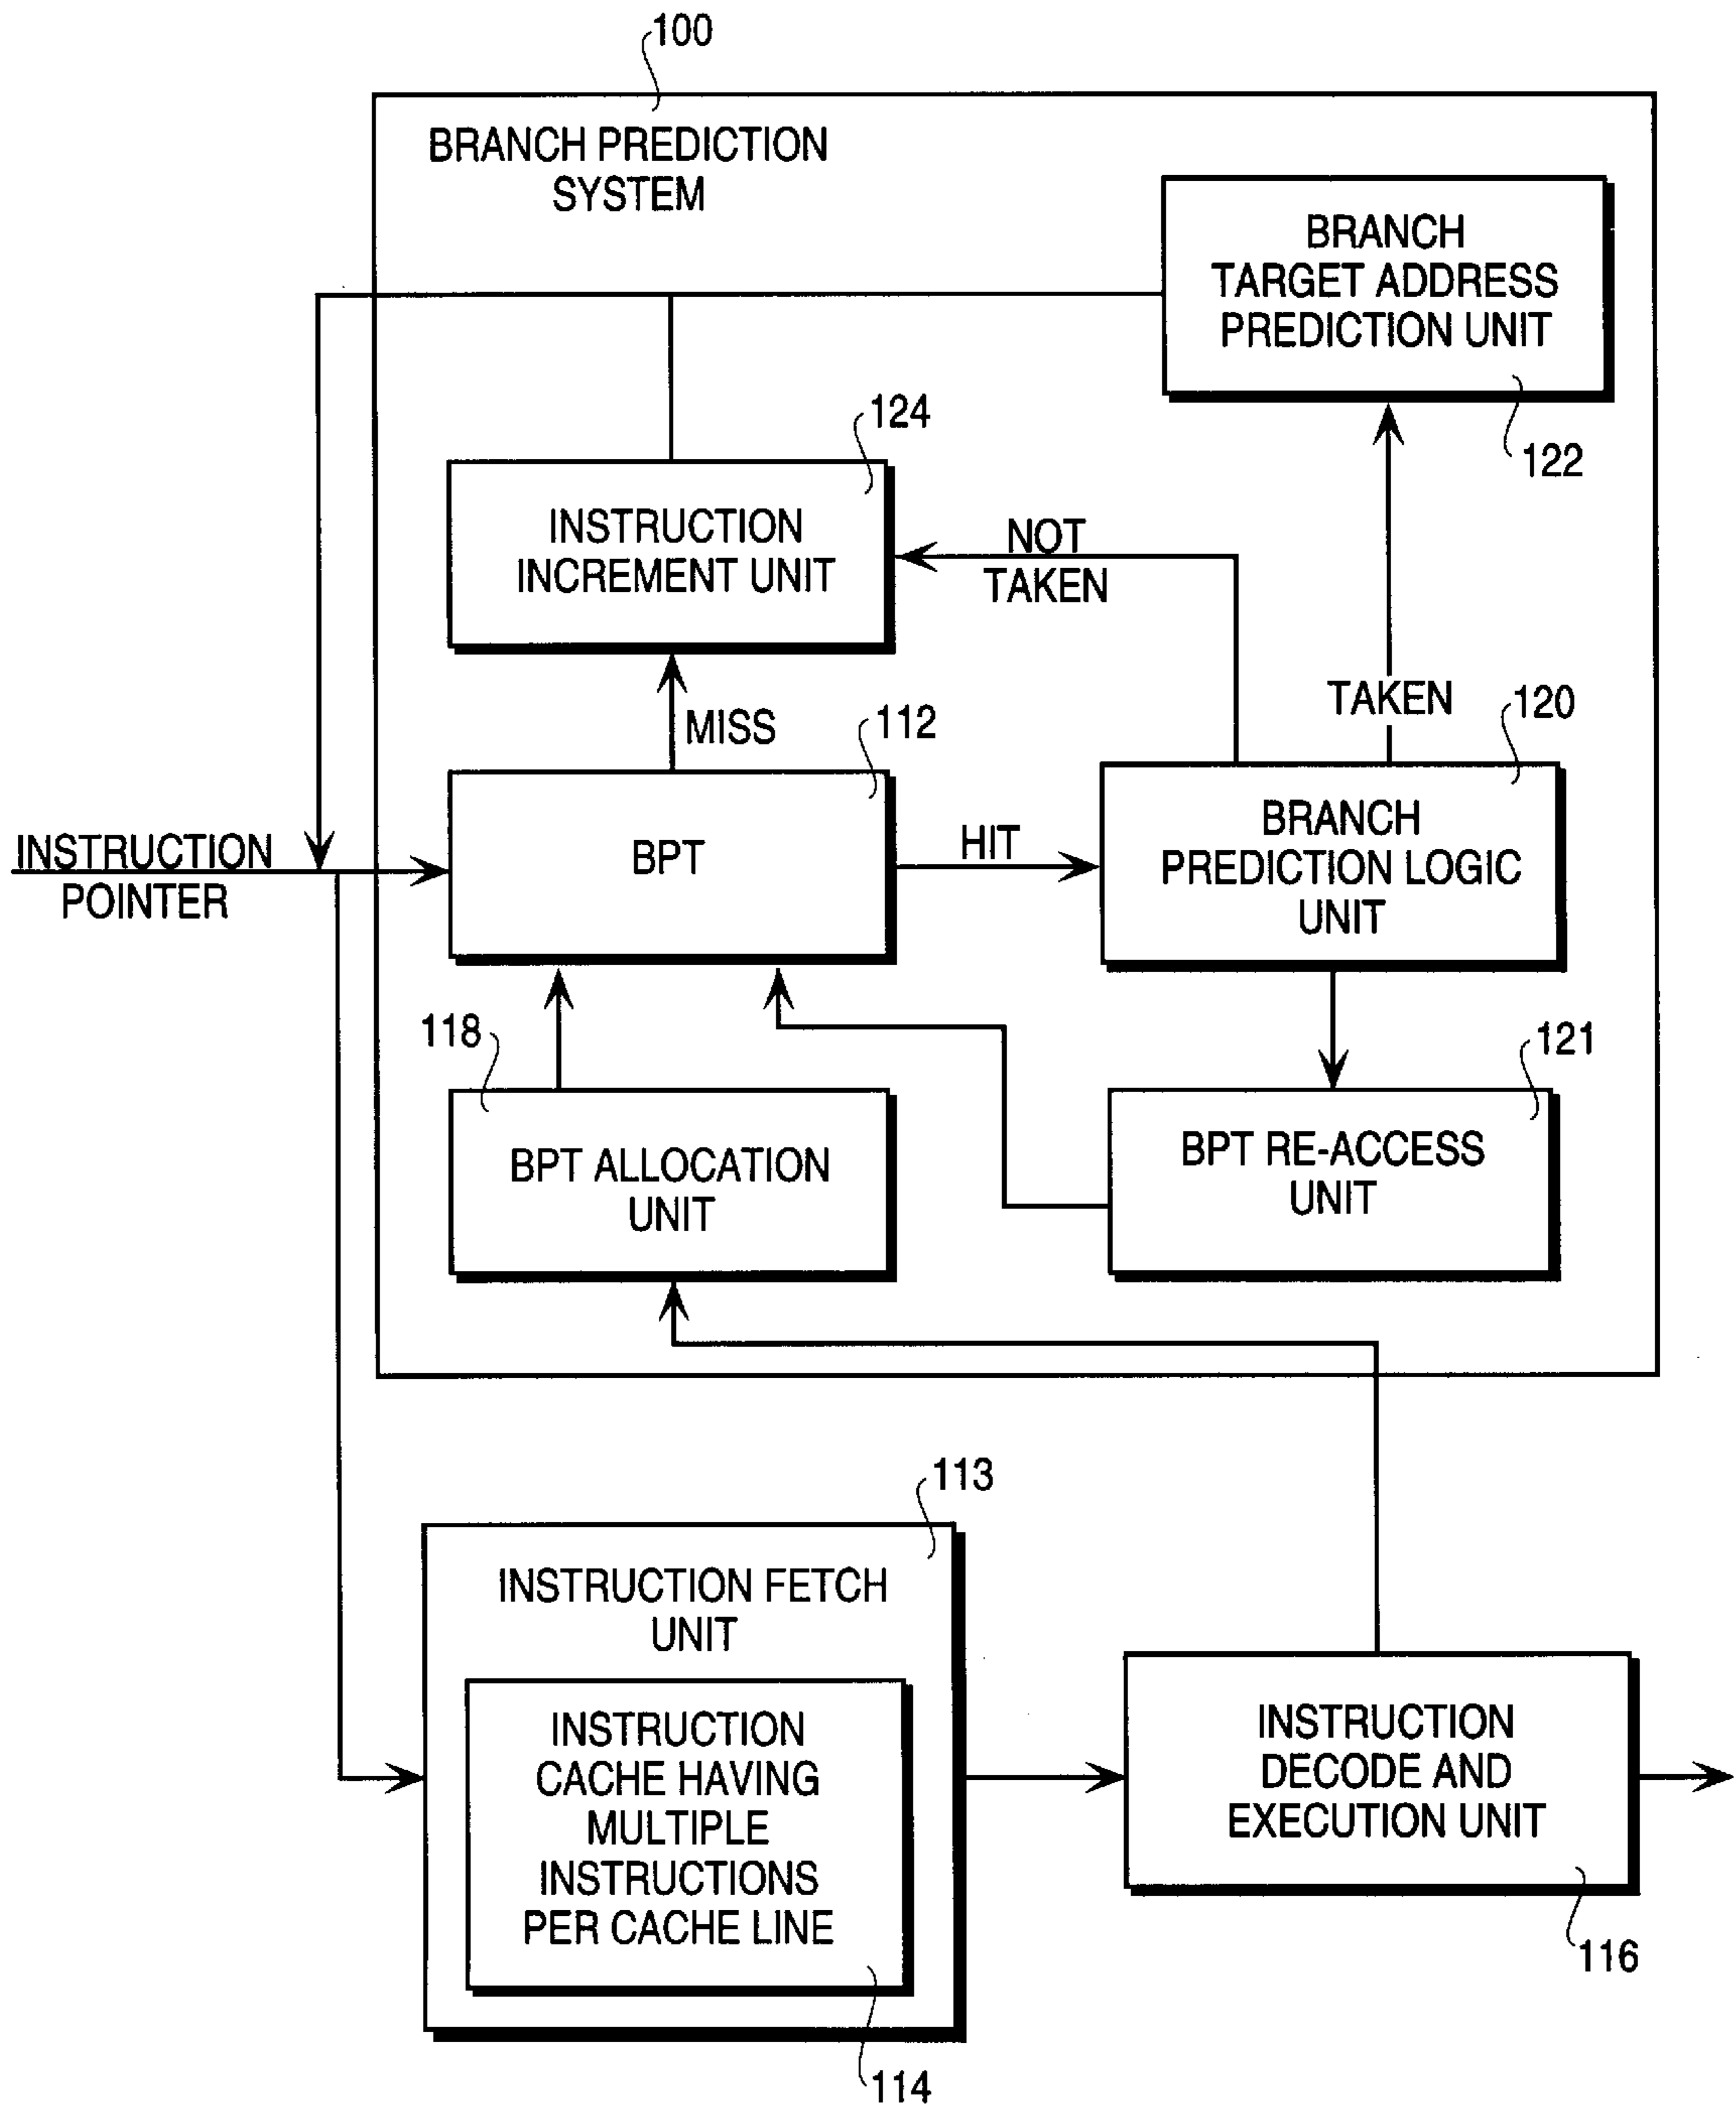 100
BRANCH PREDICTION
SYSTEM
BRANCH
TARGET ADDRESS
PREDICTION UNIT
122
124
INSTRUCTION
INCREMENT UNIT
NOT
TAKEN
TAKEN
MISS
112
120
INSTRUCTION
POINTER
BPT
HIT
BRANCH
PREDICTION LOGIC
UNIT
118
121
BPT ALLOCATION
UNIT
BPT RE-ACCESS
UNIT
113
INSTRUCTION FETCH
UNIT
INSTRUCTION
CACHE HAVING
MULTIPLE
INSTRUCTIONS
PER CACHE LINE
114
INSTRUCTION
DECODE AND
EXECUTION UNIT
116